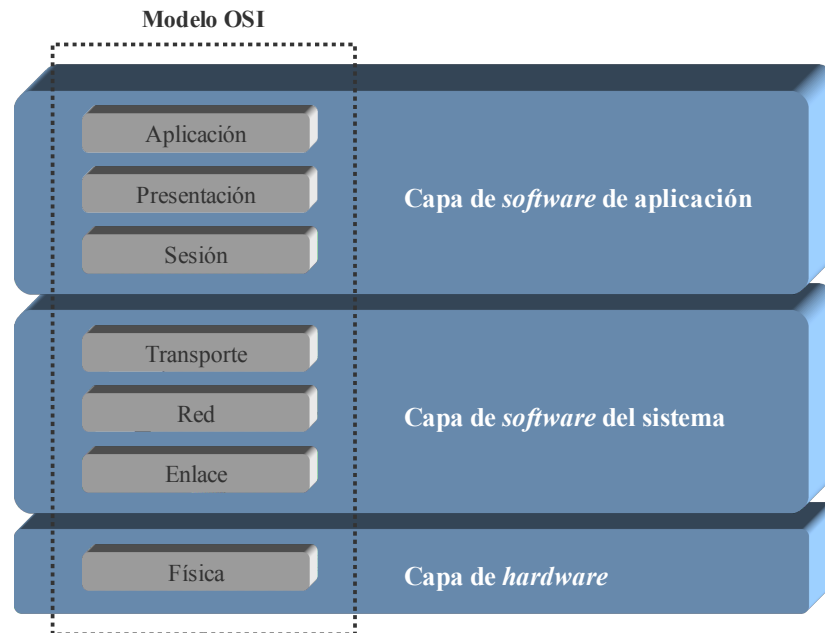 Modelo OSI
Aplicación
Presentación
Capa de software de aplicación
Sesión
Transporte
Red
Capa de software del sistema
Enlace
Física
Capa de hardware